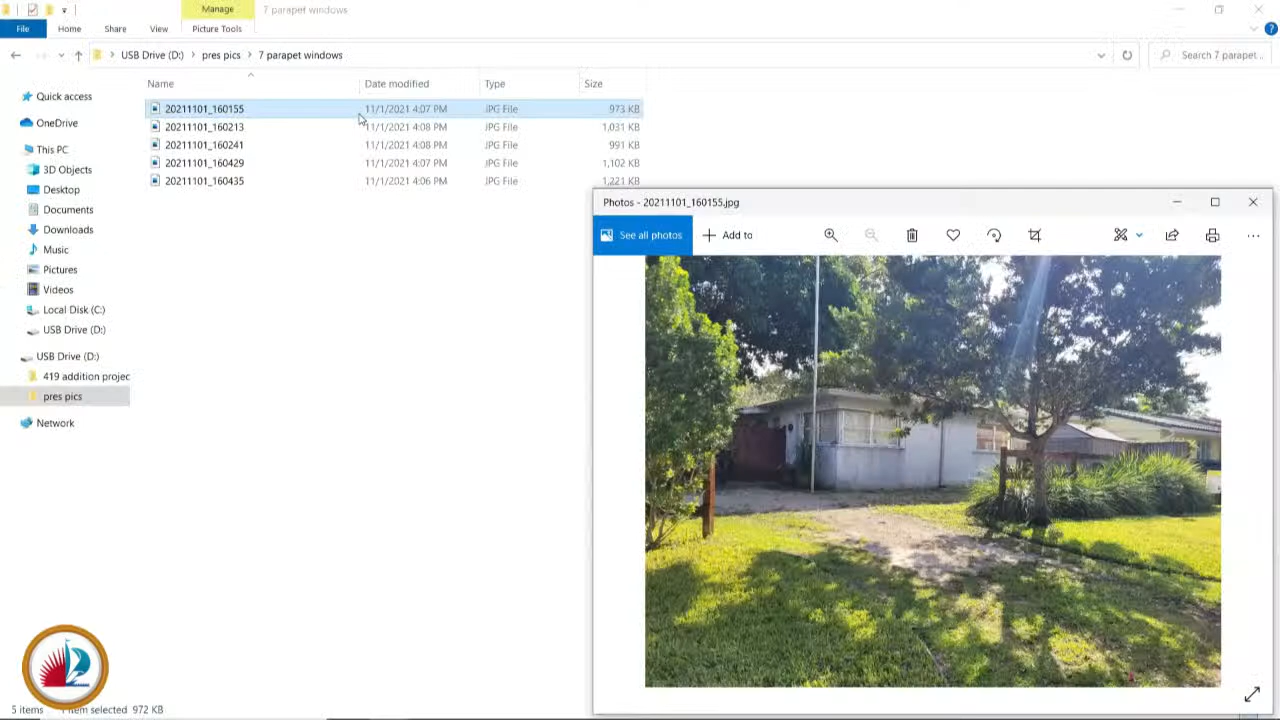 Manage
7 parapet windows
File
Home
Share
View
Picture Tools
USB Drive (D:)
pres pics
7 parapet windows
Search 7 parapet...
Name
Date modified
Type
Size
20211101_160155 11/1/2021 4:07 PM JPG File 973 KB
20211101_160213 11/1/2021 4:08 PM JPG File 1,031 KB
20211101_160241 11/1/2021 4:08 PM JPG File 991 KB
20211101_160429 11/1/2021 4:07 PM JPG File 1,102 KB
20211101_160435 11/1/2021 4:06 PM JPG File 1,221 KB
Quick access
OneDrive
This PC
3D Objects
Desktop
Documents
Downloads
Music
Pictures
Videos
Local Disk (C:)
USB Drive (D:)
USB Drive (D:)
419 addition projec
pres pics
Network
Photos - 20211101_160155.jpg
See all photos
Add to
5 items
item selected 972 KB